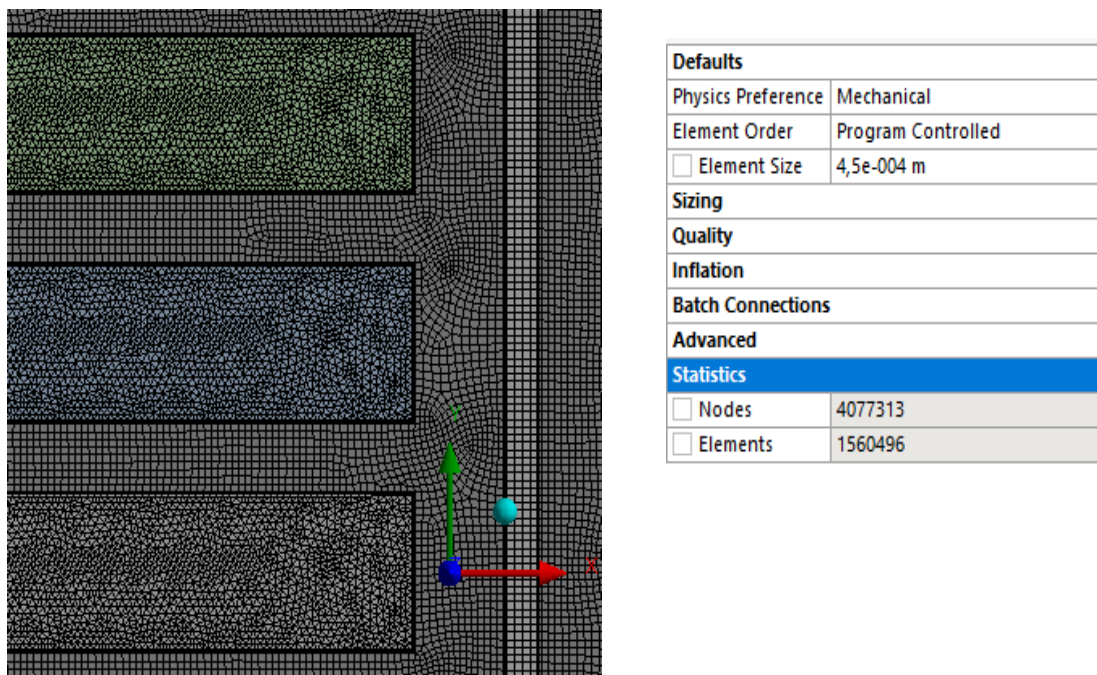 Y
X
Defaults
Physics Preference Mechanical
Element Order Program Controlled
Element Size 4,5e-004 m
Sizing
Quality
Inflation
Batch Connections
Advanced
Statistics
Nodes 4077313
Elements 1560496